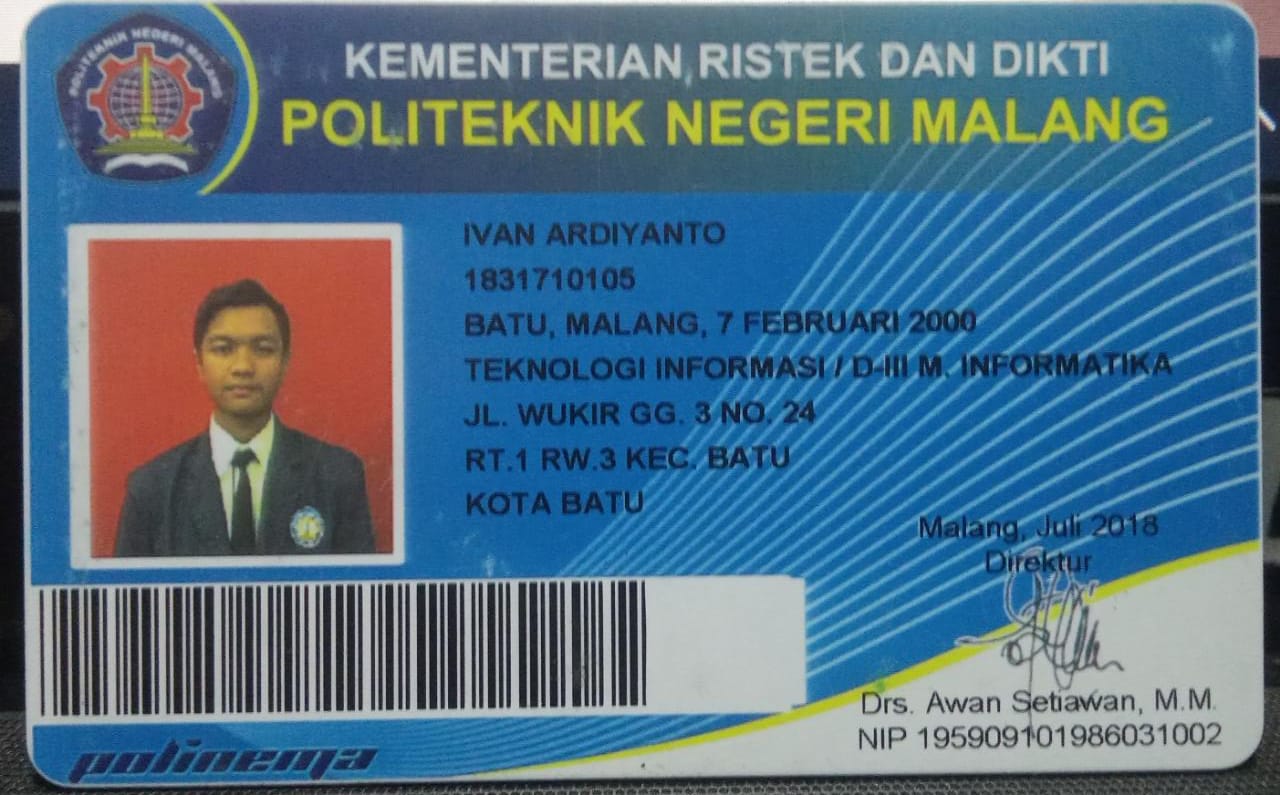 POLITEKNIK NEGERI MALANG
KEMENTERIAN RISTEK DAN DIKTI
POLITEKNIK NEGERI MALANG
IVAN ARDIYANTO
1831710105
BATU, MALANG, 7 FEBRUARI 2000
TEKNOLOGI INFORMASI / D-III M. INFORMATIKA
JL. WUKIR GG. 3 NO. 24
RT.1 RW.3 KEC. BATU
KOTA BATU
Malang, Juli 2018
Direktur
Drs. Awan Setiawan, M.M.
NIP 195909101986031002
polinema